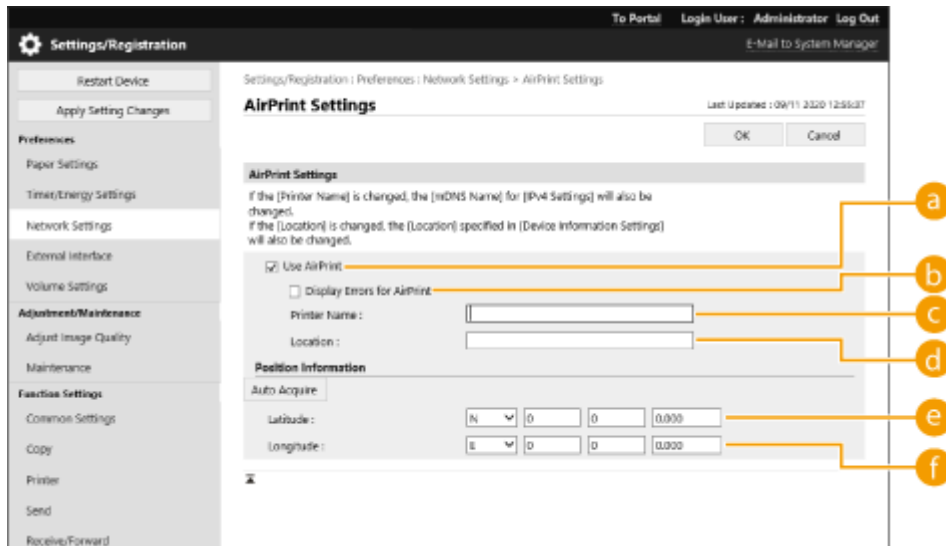 To Portal Login User : Administrator Log Out
Settings/Registration
E-Mail to System Manager
Restart Device
Apply Setting Changes
Preferences
Paper Settings
Timer/Energy Settings
Network Settings
External Interface
Volume Settings
Adjustment/Maintenance
Adjust Image Quality
Maintenance
Function Settings
Common Settings
Copy
Printer
Send
Receive/Forward
Settings/Registration : Preferences : Network Settings > AirPrint Settings
AirPrint Settings
Last Updated : 09/11 2020 12:55:37
OK Cancel
AirPrint Settings
If the [Printer Name] is changed, the [mDNS Name] for [IPv4 Settings] will also be
changed.
If the [Location] is changed, the [Location] specified in [Device Information Settings]
will also be changed.
Use AirPrint
Display Errors for AirPrint
Printer Name :
Location :
Position Information
Auto Acquire
Latitude : N 0 0 0.000
Longitude : E 0 0 0.000
a
b
c
d
e
f